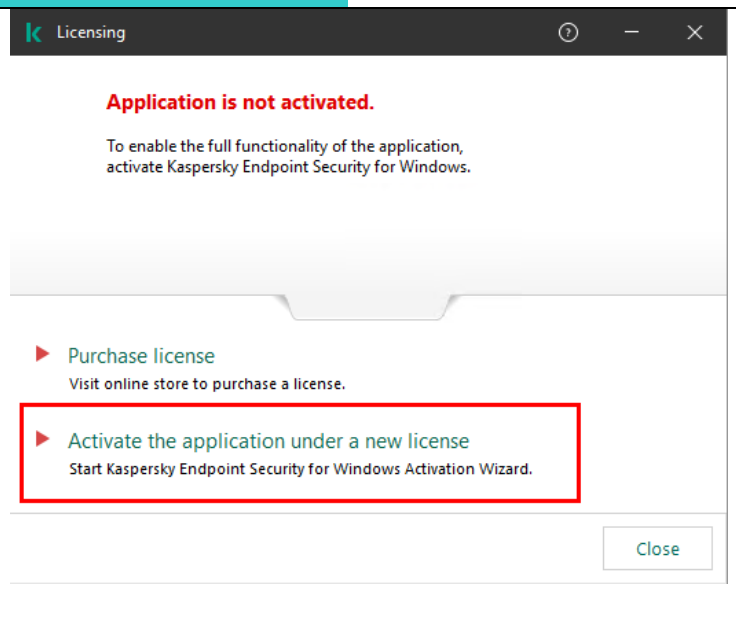 Licensing
Application is not activated.
To enable the full functionality of the application,
activate Kaspersky Endpoint Security for Windows.
Purchase license
Visit online store to purchase a license.
Activate the application under a new license
Start Kaspersky Endpoint Security for Windows Activation Wizard.
Close